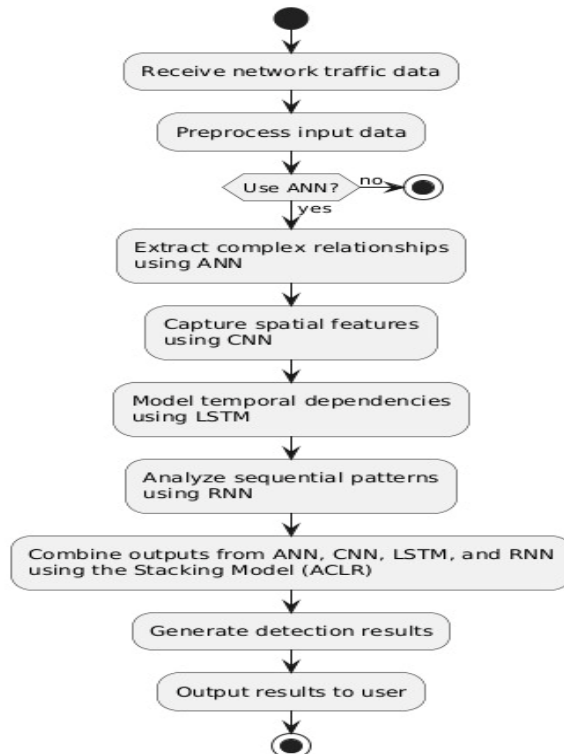 Receive network traffic data
Preprocess input data
Use ANN?
no
yes
Extract complex relationships
using ANN
Capture spatial features
using CNN
Model temporal dependencies
using LSTM
Analyze sequential patterns
using RNN
Combine outputs from ANN, CNN, LSTM, and RNN
using the Stacking Model (ACLR)
Generate detection results
Output results to user